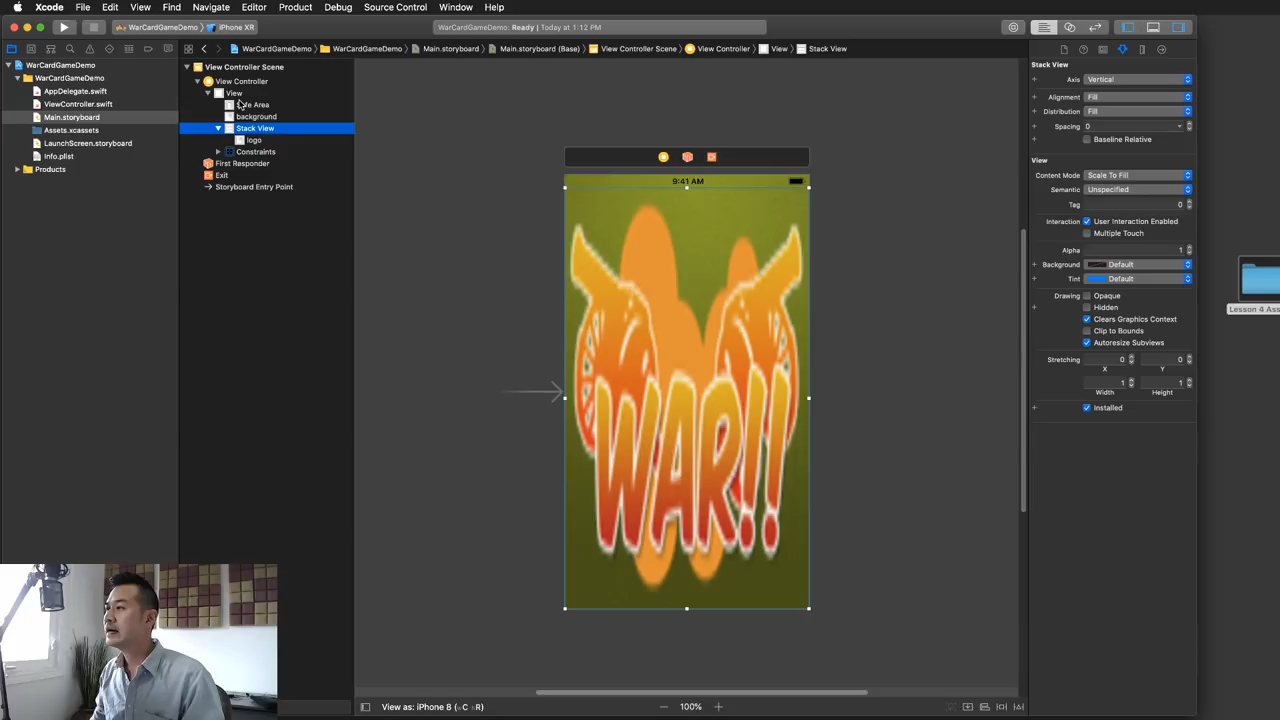 Xcode File Edit View Find Navigate Editor Product Debug Source Control Window Help
WarCardGameDemo iPhone XR
WarCardGameDemo: Ready | Today at 1:12 PM
WarCardGameDemo WarCardGameDemo Main.storyboard Main.storyboard (Base) View Controller Scene View Controller View Stack View
WarCardGameDemo
WarCardGameDemo
AppDelegate.swift
ViewController.swift
Main.storyboard
Assets.xcassets
LaunchScreen.storyboard
Info.plist
Products
View Controller Scene
View Controller
View
Area
background
Stack View
logo
Constraints
First Responder
Exit
Storyboard Entry Point
9:41 AM
WAR!!
View as: iPhone 8 (wC hR)
100%
Stack View
Axis Vertical
Alignment Fill
Distribution Fill
Spacing 0
Baseline Relative
View
Content Mode Scale To Fill
Semantic Unspecified
Tag 0
Interaction User Interaction Enabled
Multiple Touch
Alpha 1
Background Default
Tint Default
Drawing Opaque
Hidden
Clears Graphics Context
Clip to Bounds
Autoresize Subviews
Stretching 0 0
X Y
1 1
Width Height
Installed
Lesson 4 Ass